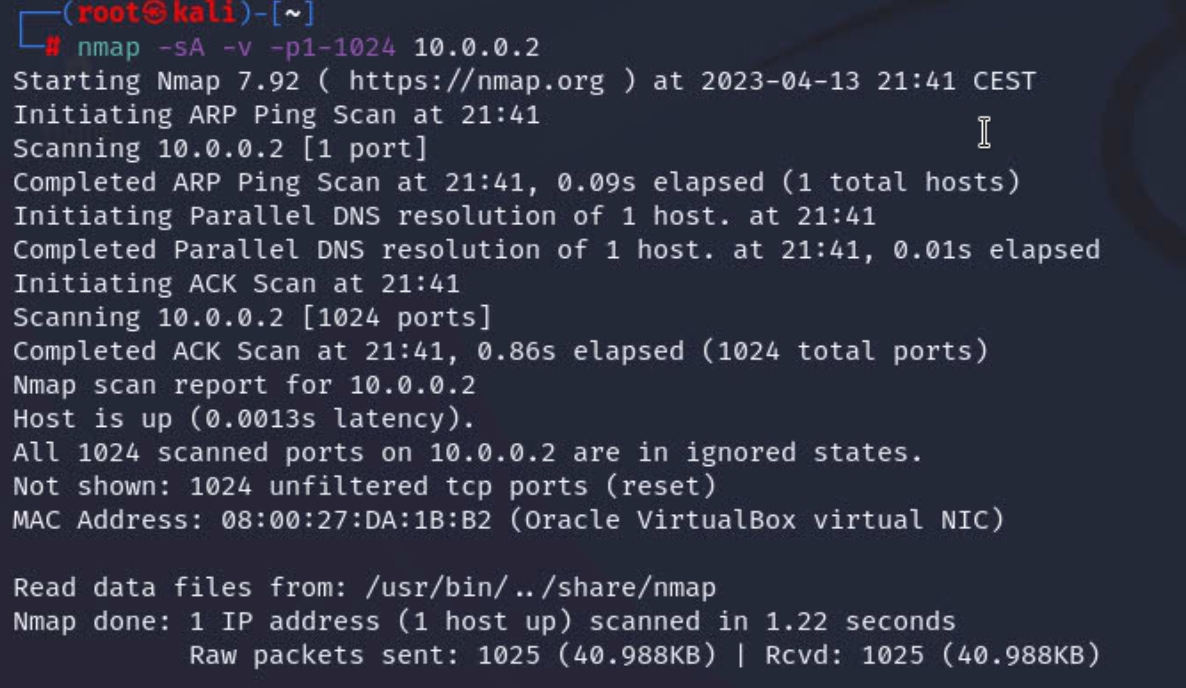 ┌──(root㉿kali)-[~]
└─# nmap -sA -v -p1-1024 10.0.0.2
Starting Nmap 7.92 ( https://nmap.org ) at 2023-04-13 21:41 CEST
Initiating ARP Ping Scan at 21:41
Scanning 10.0.0.2 [1 port]
Completed ARP Ping Scan at 21:41, 0.09s elapsed (1 total hosts)
Initiating Parallel DNS resolution of 1 host. at 21:41
Completed Parallel DNS resolution of 1 host. at 21:41, 0.01s elapsed
Initiating ACK Scan at 21:41
Scanning 10.0.0.2 [1024 ports]
Completed ACK Scan at 21:41, 0.86s elapsed (1024 total ports)
Nmap scan report for 10.0.0.2
Host is up (0.0013s latency).
All 1024 scanned ports on 10.0.0.2 are in ignored states.
Not shown: 1024 unfiltered tcp ports (reset)
MAC Address: 08:00:27:DA:1B:B2 (Oracle VirtualBox virtual NIC)
Read data files from: /usr/bin/../share/nmap
Nmap done: 1 IP address (1 host up) scanned in 1.22 seconds
Raw packets sent: 1025 (40.988KB) | Rcvd: 1025 (40.988KB)